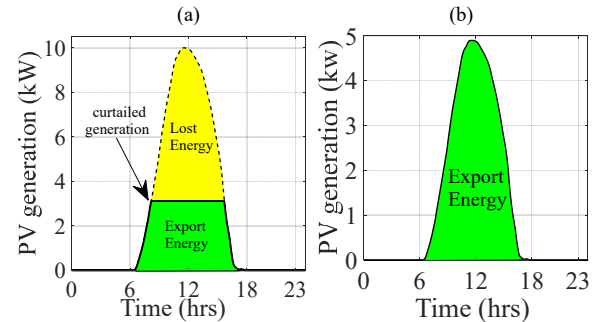 (a)
PV generation (kW)
10
8
6
4
2
0
curtailed
generation
Lost
Energy
Export
Energy
0 6 12 18 23
Time (hrs)
(b)
PV generation (kW)
5
4
3
2
1
0
Export
Energy
0 6 12 18 23
Time (hrs)